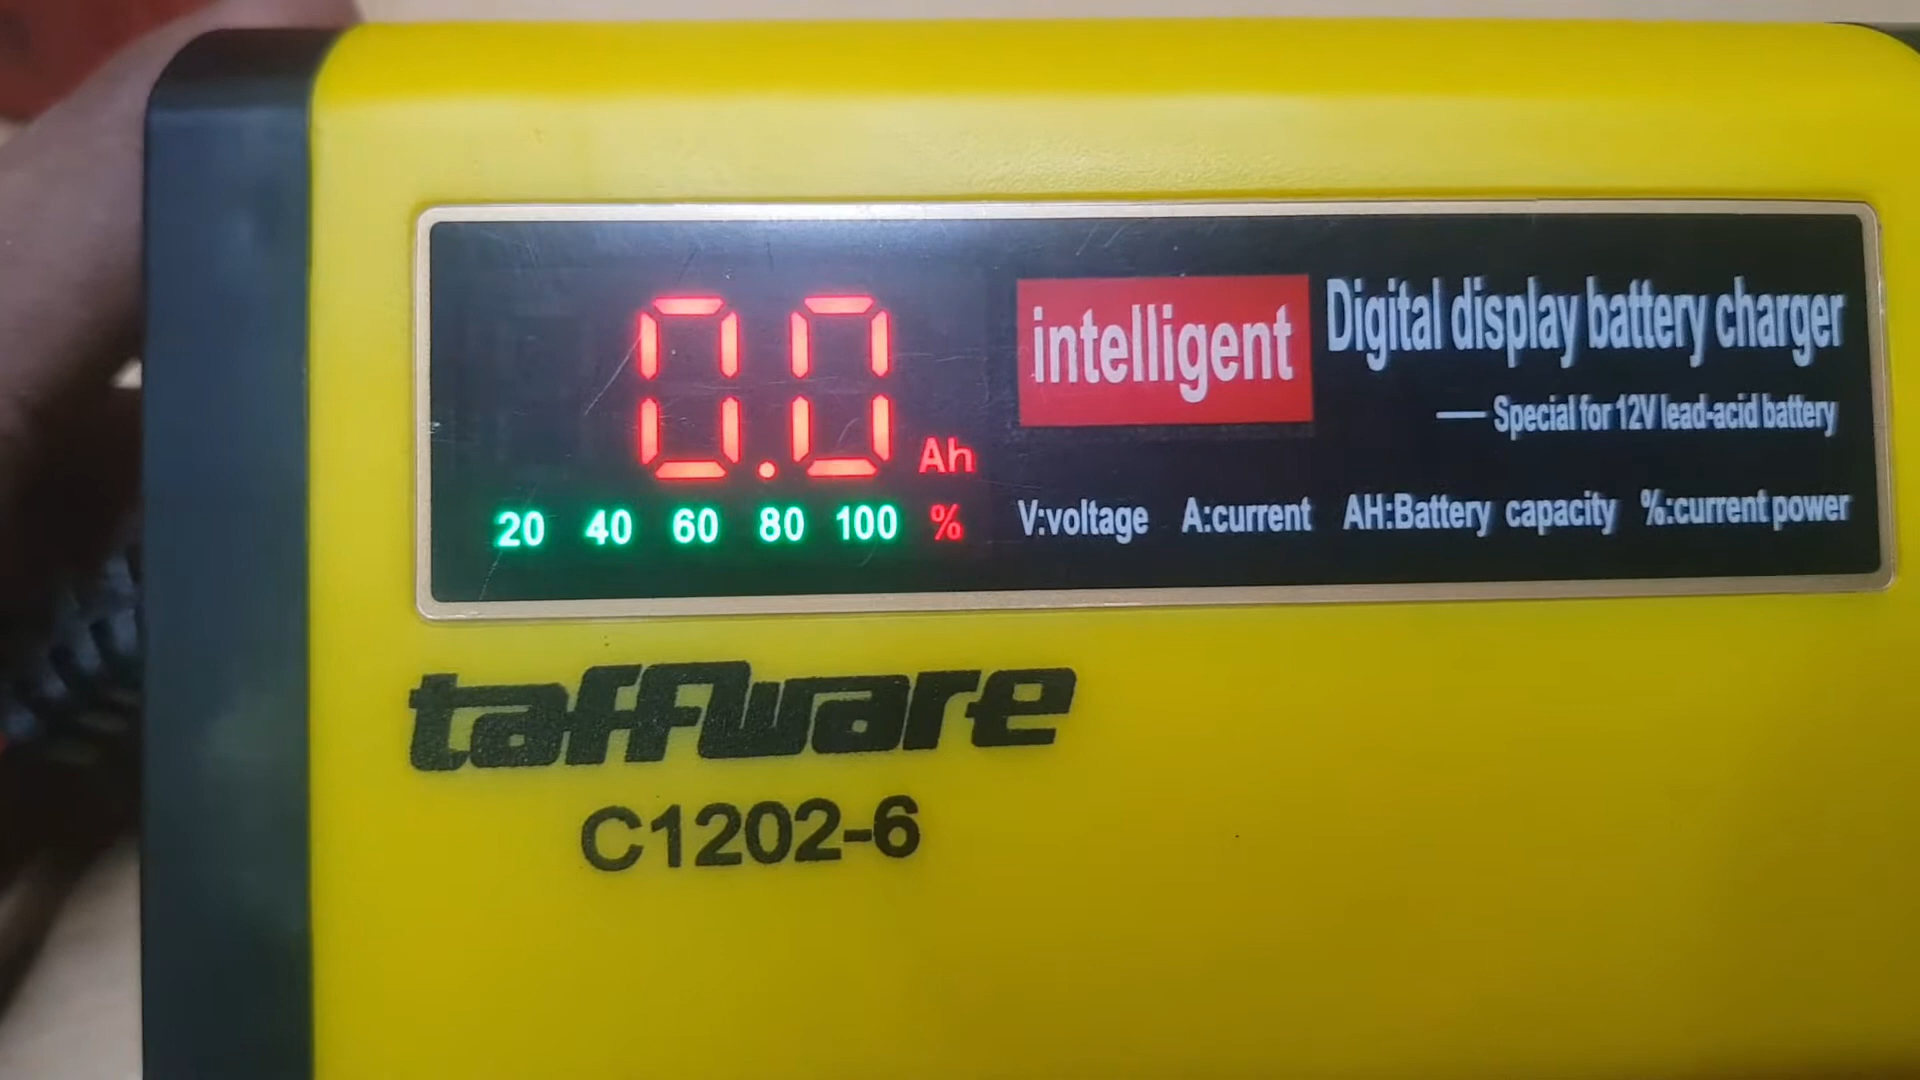 0.0 Ah
20 40 60 80 100 %
intelligent
Digital display battery charger
— Special for 12V lead-acid battery
V:voltage A:current AH:Battery capacity %:current power
taffware
C1202-6